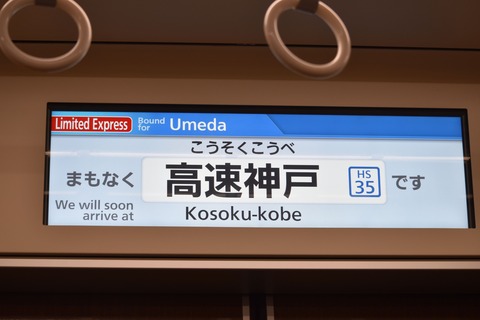 Limited Express Bound for Umeda
こうそくこうべ
まもなく 高速神戸 HS 35 です
We will soon arrive at Kosoku-kobe